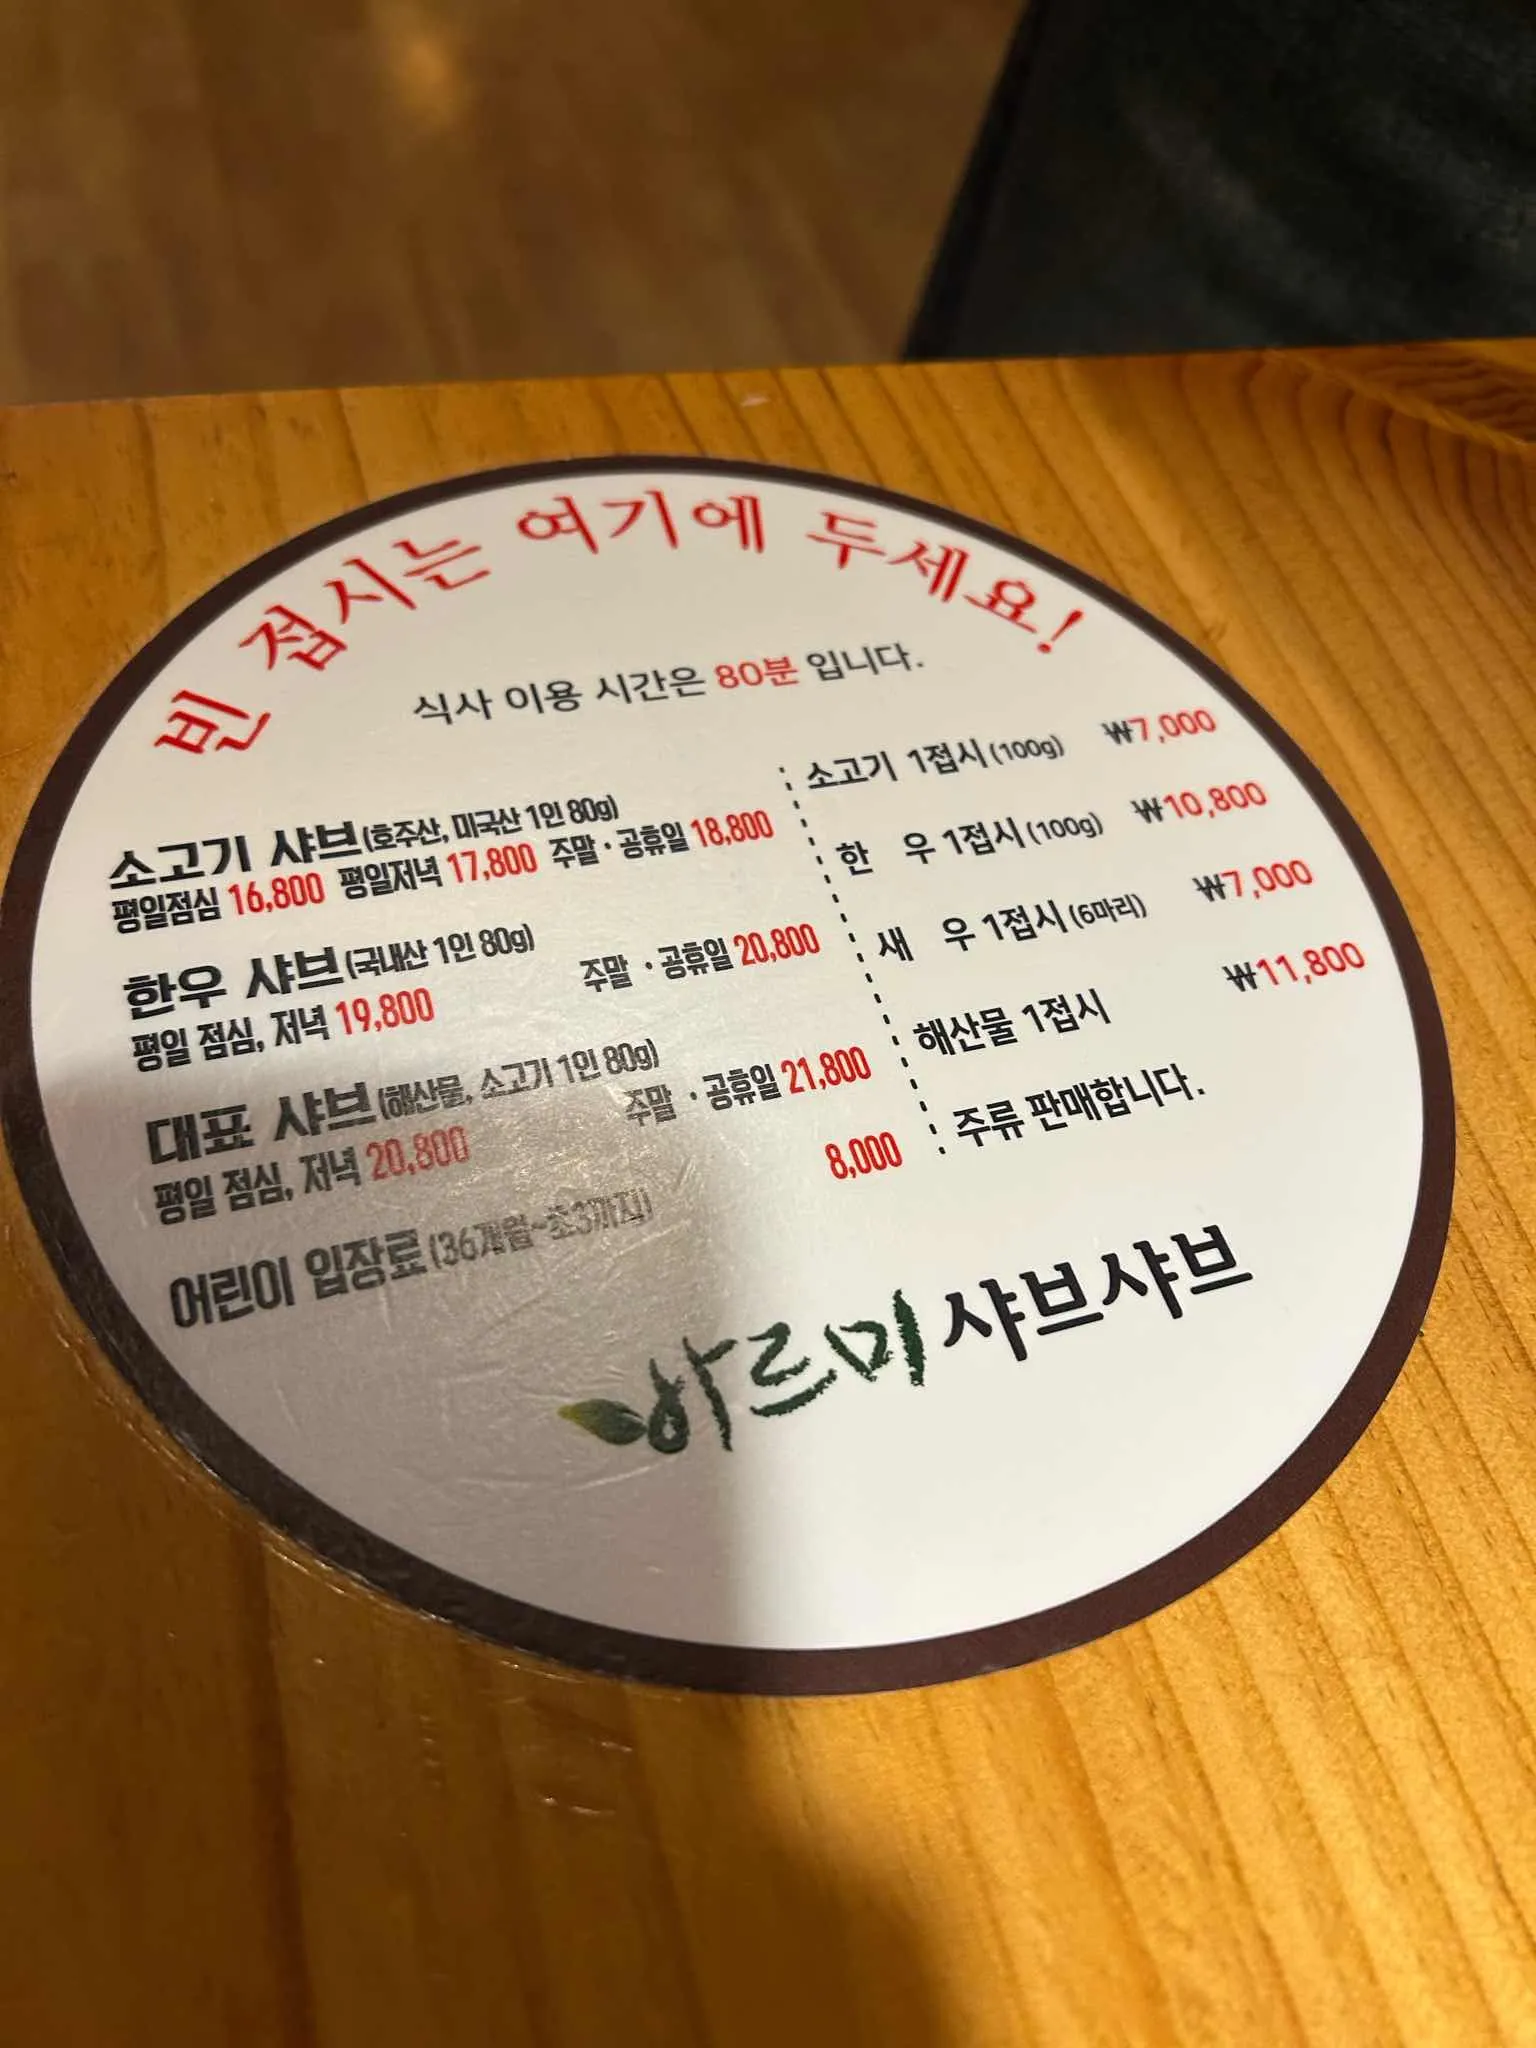 빈 접시는 여기에 두세요!
식사 이용 시간은 80분 입니다.
소고기 샤브(호주산, 미국산 1인 80g)
평일점심 16,800 평일저녁 17,800 주말·공휴일 18,800
한우 샤브(국내산 1인 80g)
평일 점심, 저녁 19,800 주말·공휴일 20,800
대표 샤브(해산물, 소고기 1인 80g)
평일 점심, 저녁 20,800 주말·공휴일 21,800
어린이 입장료(36개월~초3까지) 8,000
소고기 1접시(100g) ₩7,000
한 우 1접시(100g) ₩10,800
새 우 1접시(6마리) ₩7,000
해산물 1접시 ₩11,800
주류 판매합니다.
아르미 샤브샤브